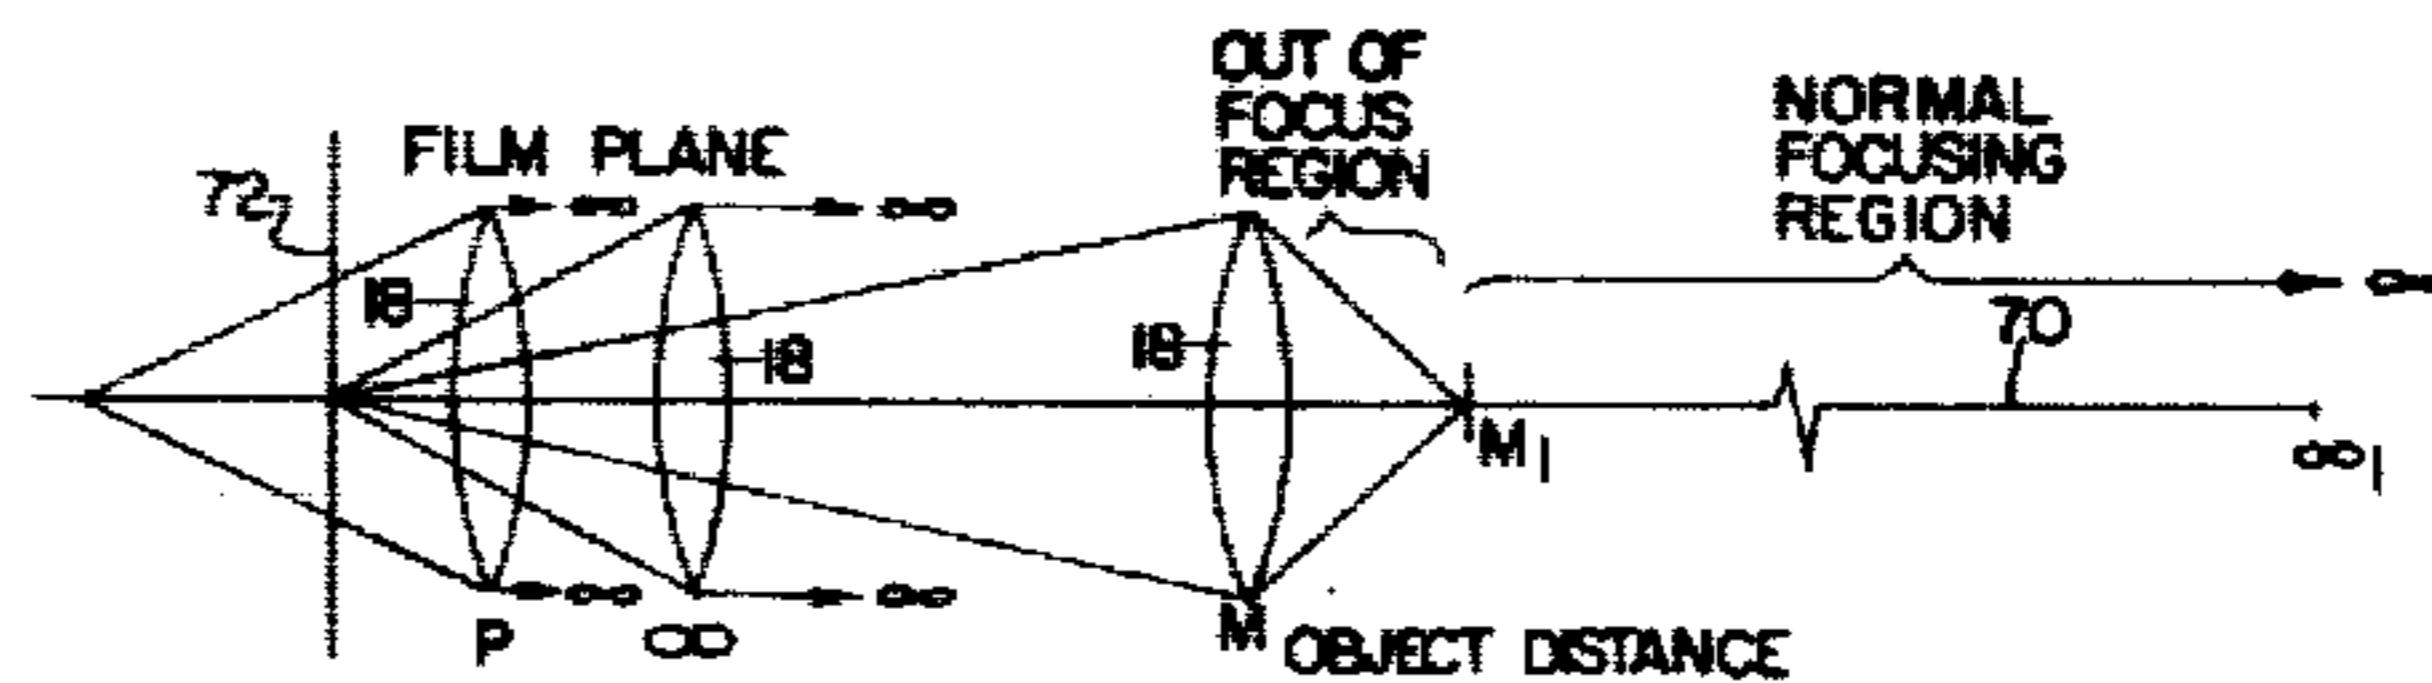 OUT OF
FOCUS
REGION
NORMAL
FOCUSING
REGION
FILM PLANE
72
∞
∞
18
∞
70
18
18
M1
∞1
∞
∞
P
∞
M
OBJECT DISTANCE